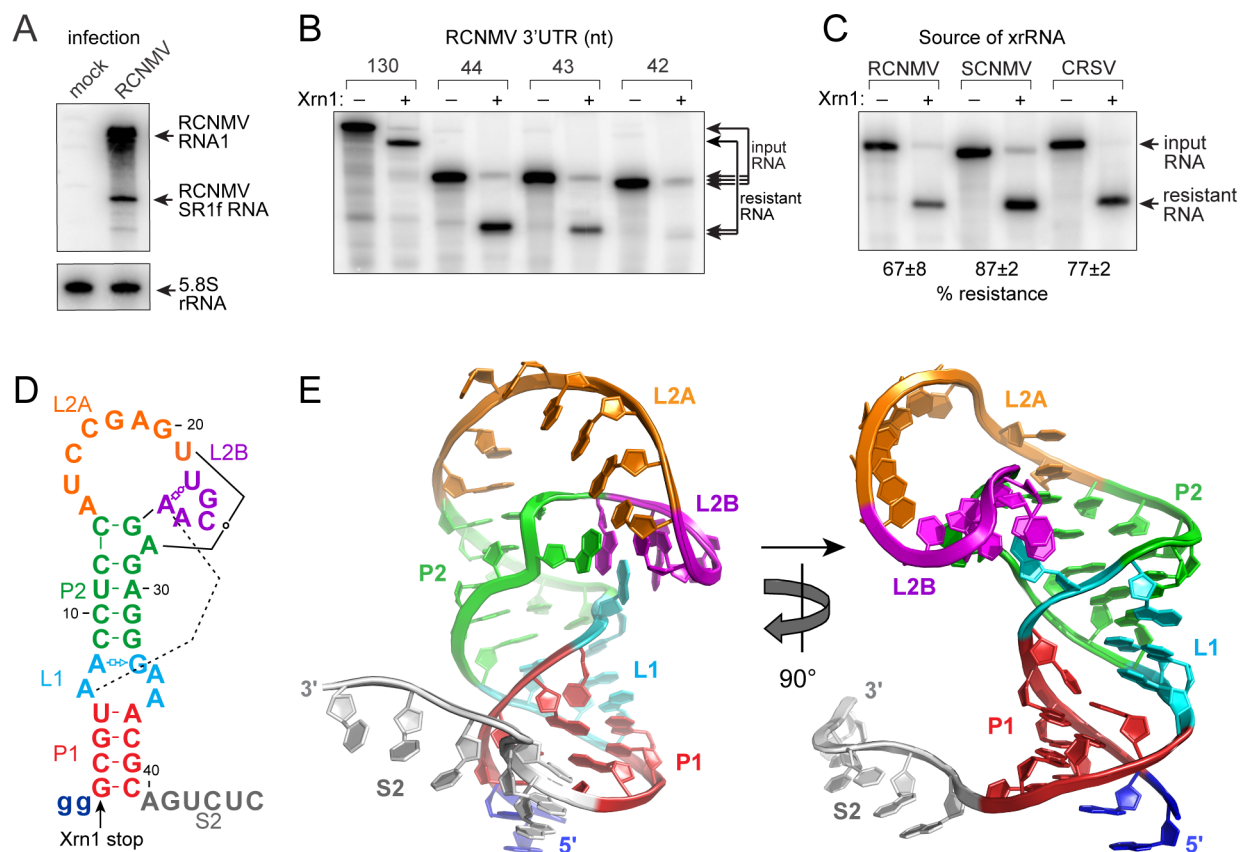 A
infection
mock
RCNMV
RCNMV
RNA1
RCNMV
SR1f RNA
5.8S
rRNA
B
RCNMV 3'UTR (nt)
130 44 43 42
Xrn1: – + – + – + – +
input
RNA
resistant
RNA
C
Source of xrRNA
RCNMV SCNMV CRSV
Xrn1: – + – + – +
input
RNA
resistant
RNA
67±8 87±2 77±2
% resistance
D
L2A
C G A G
C U 20
C L2B
U U
U A A G C
A
C G
U A
P2 C G
C A 30
10 C G
C G
A G
L1 A A A
U A
G C
P1 C G
G C 40
gg A G U C U C
S2
Xrn1 stop
E
L2A
L2B
P2
L1
3'
S2
P1
5'
90°
L2A
P2
L2B
3'
P1
L1
S2
5'